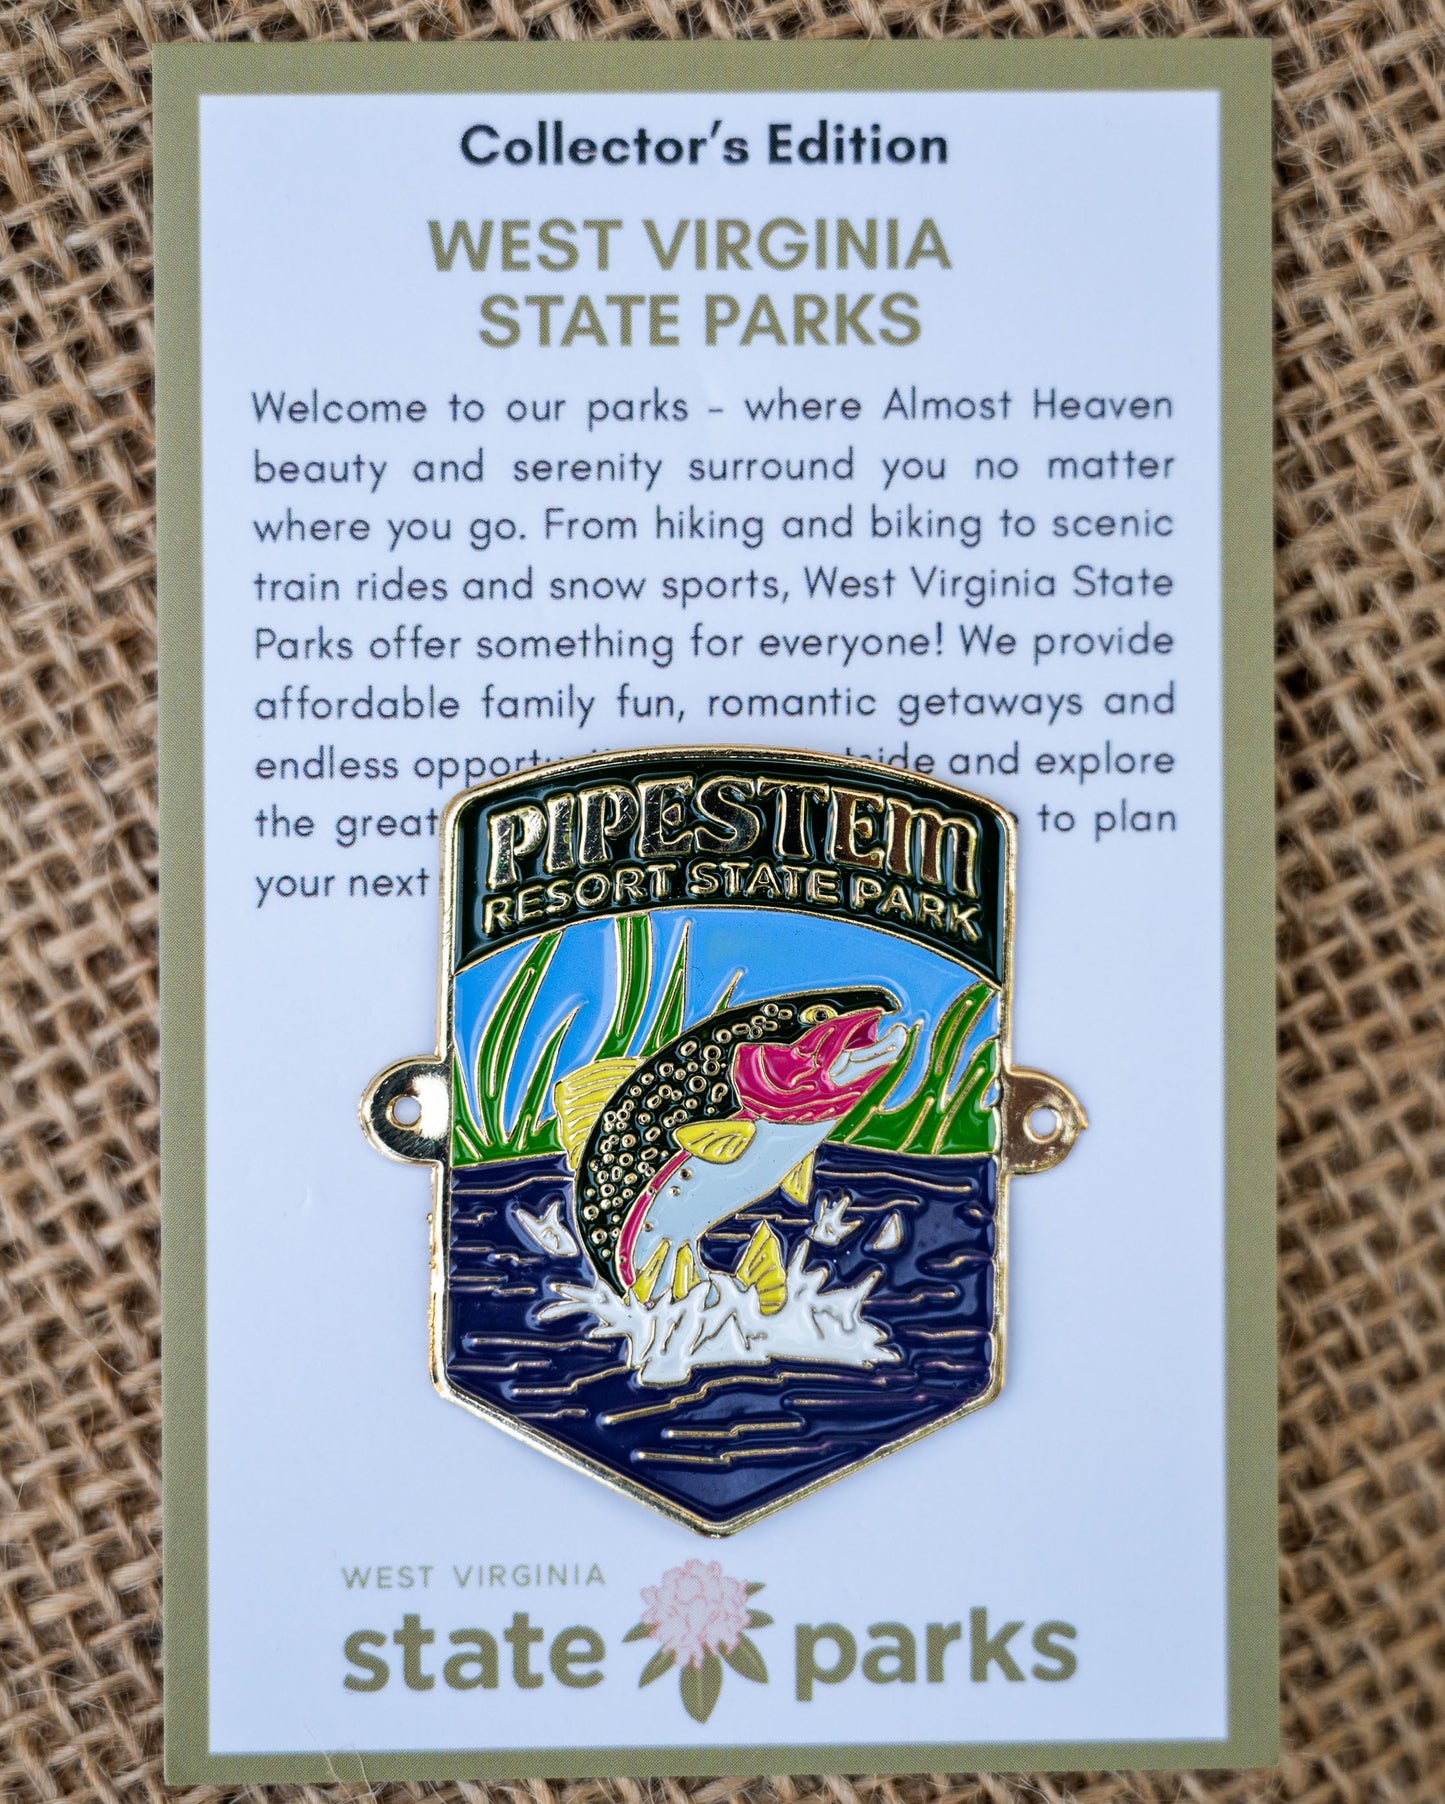 Collector's Edition
WEST VIRGINIA
STATE PARKS
Welcome to our parks - where Almost Heaven
beauty and serenity surround you no matter
where you go. From hiking and biking to scenic
train rides and snow sports, West Virginia State
Parks offer something for everyone! We provide
affordable family fun, romantic getaways and
endless and explore
the great to plan
your next
PIPESTEM
RESORT STATE PARK
WEST VIRGINIA
state parks